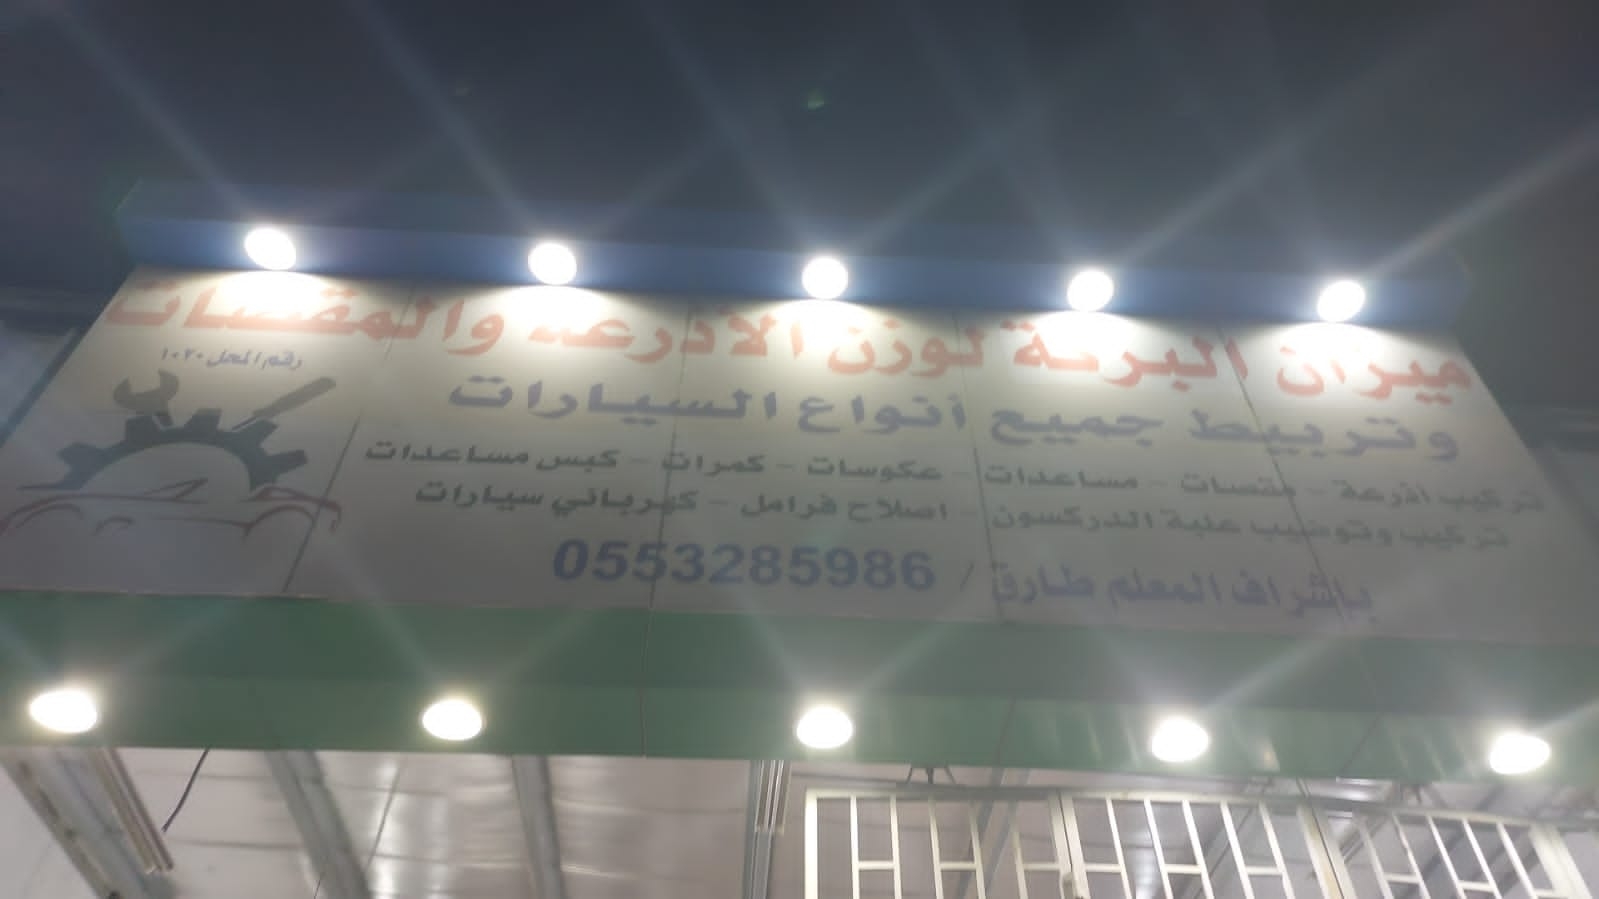 ميزان البركة لوزن الأذرعة والمقصات
رقم المحل ١٠٢٠
وتربيط جميع أنواع السيارات
تركيب أذرعة - مقصات - مساعدات - عكوسات - كمرات - كبس مساعدات
تركيب وتوضيب علبة الدركسون - اصلاح فرامل - كهربائي سيارات
بإشراف المعلم طارق / 0553285986